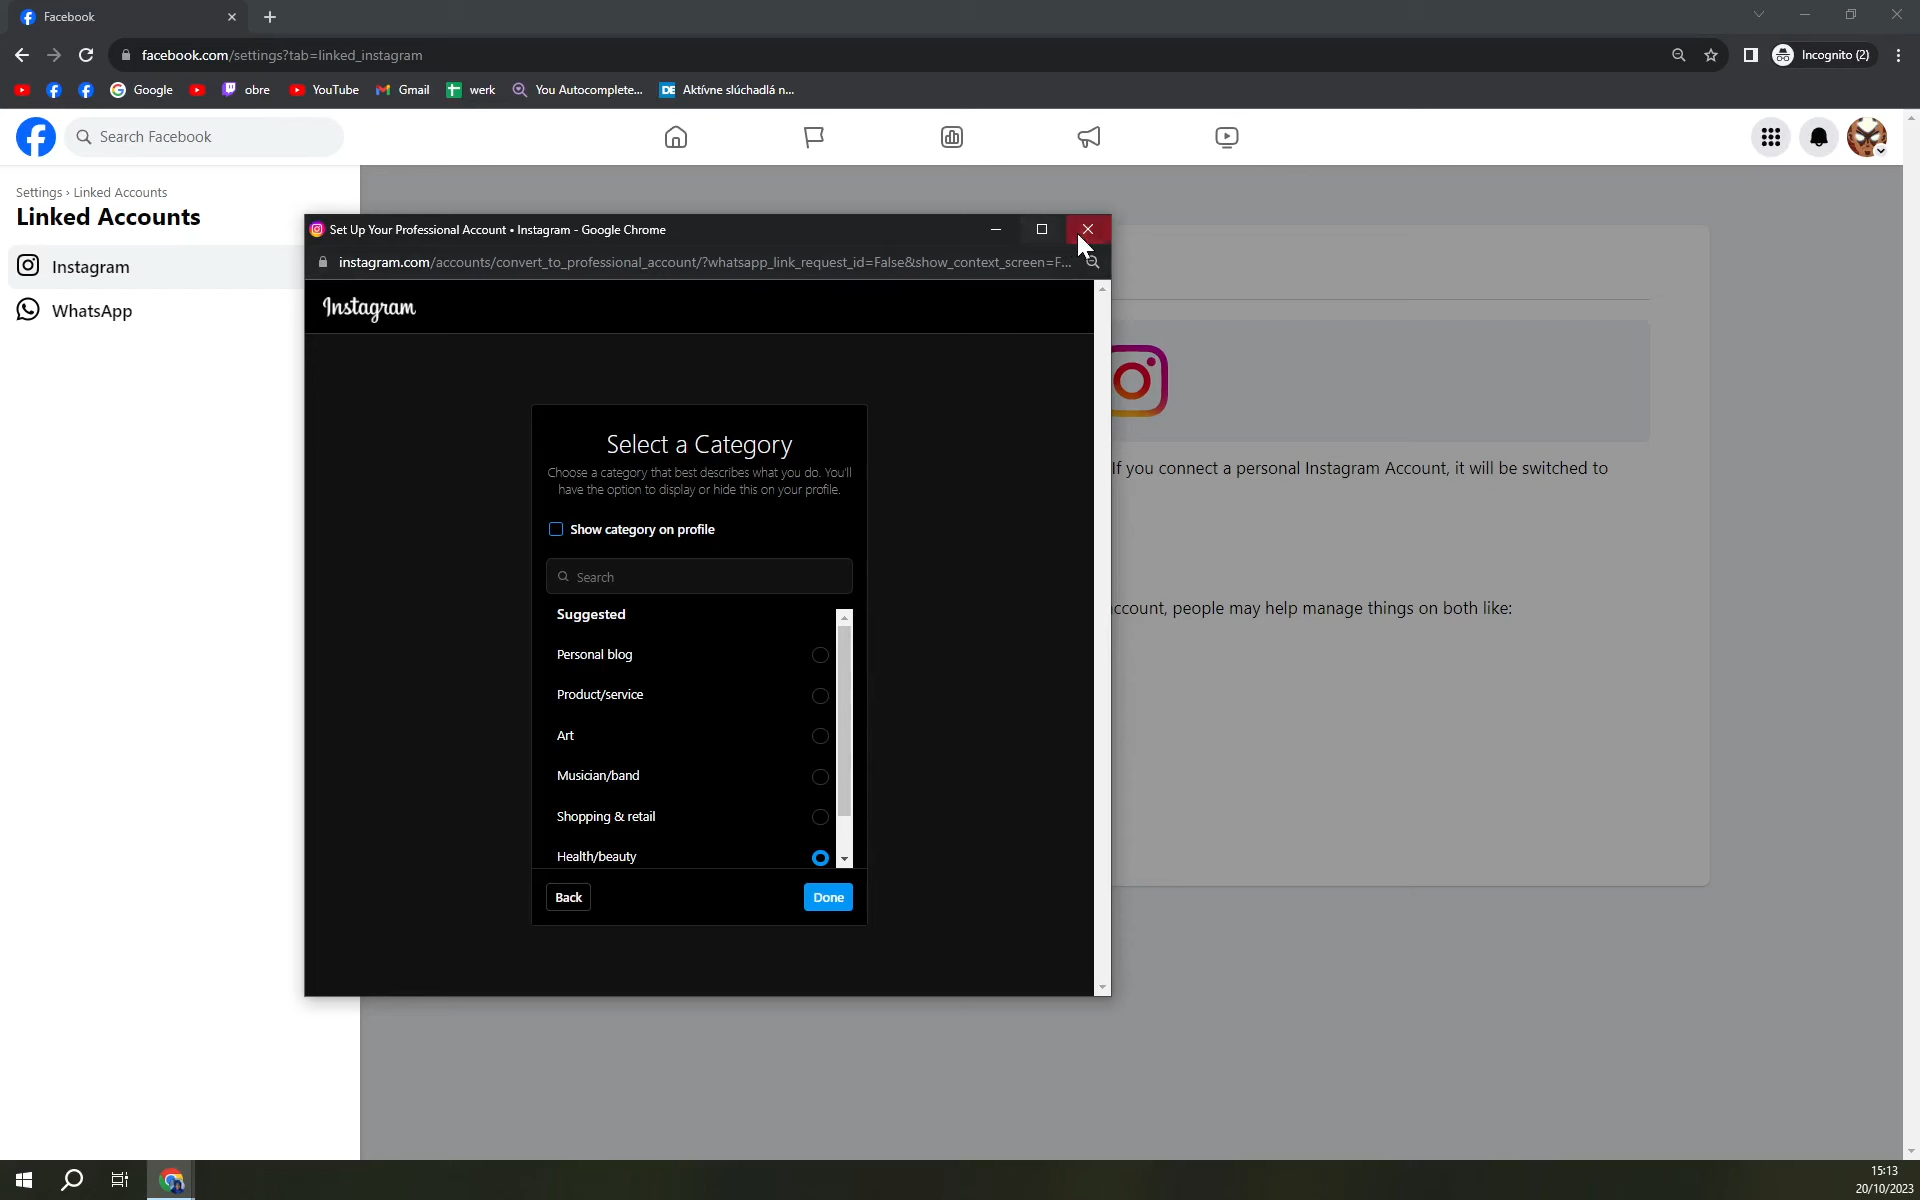 Facebook
facebook.com/settings?tab=linked_instagram
Incognito (2)
Google
obre
YouTube
Gmail
werk
You Autocomplete...
Aktívne slúchadlá n...
Search Facebook
Settings › Linked Accounts
Linked Accounts
Instagram
WhatsApp
Set Up Your Professional Account • Instagram - Google Chrome
instagram.com/accounts/convert_to_professional_account/?whatsapp_link_request_id=False&show_context_screen=F...
Instagram
Select a Category
Choose a category that best describes what you do. You'll
have the option to display or hide this on your profile.
Show category on profile
Search
Suggested
Personal blog
Product/service
Art
Musician/band
Shopping & retail
Health/beauty
Back
Done
If you connect a personal Instagram Account, it will be switched to
account, people may help manage things on both like:
15:13
20/10/2023